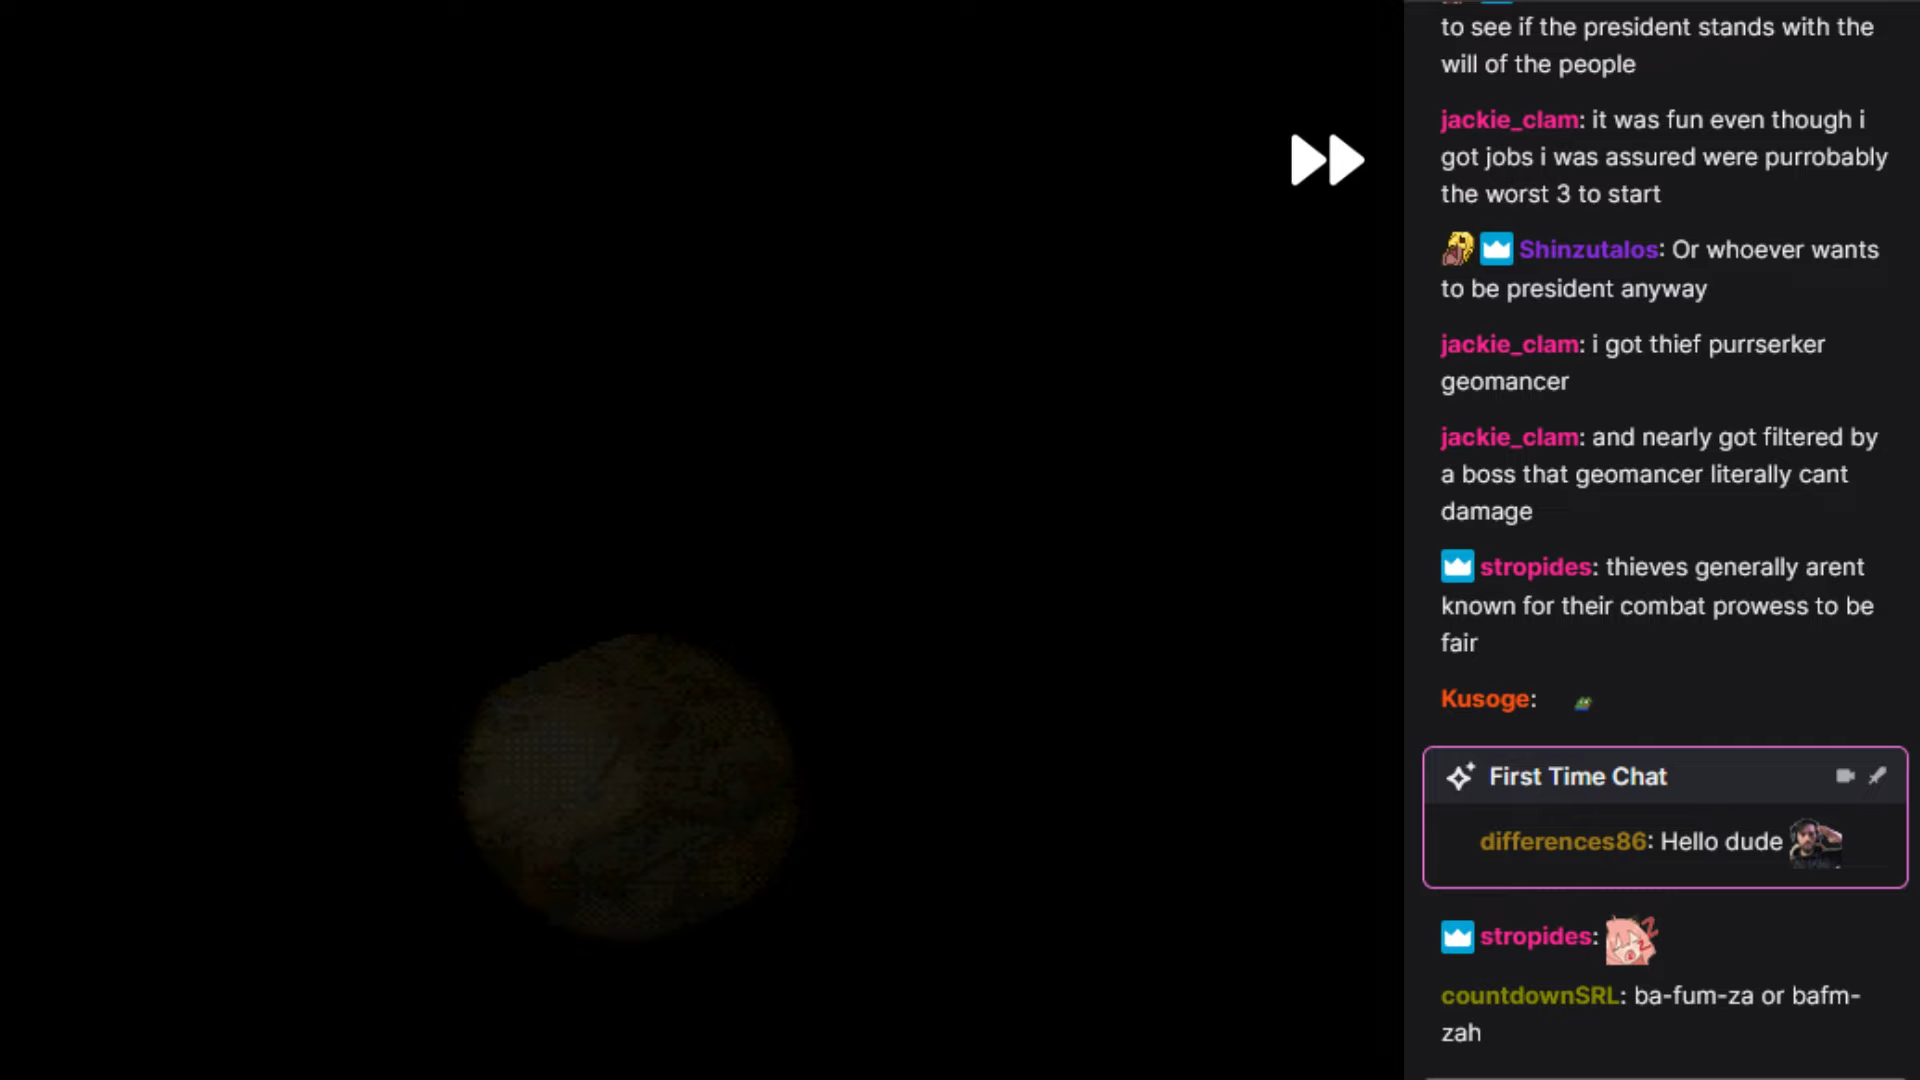 to see if the president stands with the
will of the people
jackie_clam: it was fun even though i
got jobs i was assured were purrobably
the worst 3 to start
Shinzutalos: Or whoever wants
to be president anyway
jackie_clam: i got thief purrserker
geomancer
jackie_clam: and nearly got filtered by
a boss that geomancer literally cant
damage
stropides: thieves generally arent
known for their combat prowess to be
fair
Kusoge:
First Time Chat
differences86: Hello dude
stropides:
countdownSRL: ba-fum-za or bafm-
zah